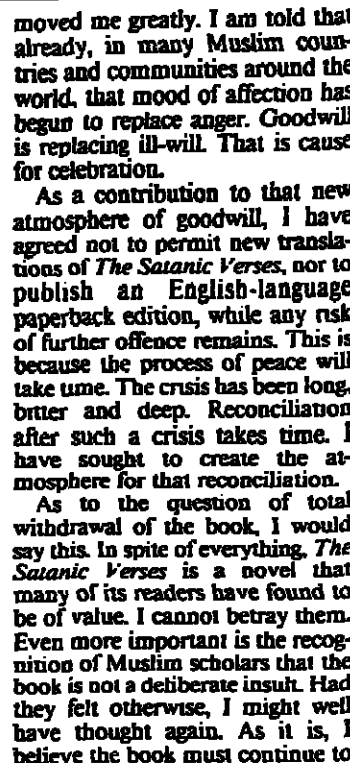 moved me greatly. I am told that
already, in many Muslim coun-
tries and communities around the
world, that mood of affection has
begun to replace anger. Goodwill
is replacing ill-will. That is cause
for celebration.
As a contribution to that new
atmosphere of goodwill, I have
agreed not to permit new transla-
tions of The Satanic Verses, nor to
publish an English-language
paperback edition, while any risk
of further offence remains. This is
because the process of peace will
take time. The crisis has been long,
bitter and deep. Reconciliation
after such a crisis takes time. I
have sought to create the at-
mosphere for that reconciliation.
As to the question of total
withdrawal of the book, I would
say this. In spite of everything, The
Satanic Verses is a novel that
many of its readers have found to
be of value. I cannot betray them.
Even more important is the recog-
nition of Muslim scholars that the
book is not a deliberate insult. Had
they felt otherwise, I might well
have thought again. As it is, I
believe the book must continue to